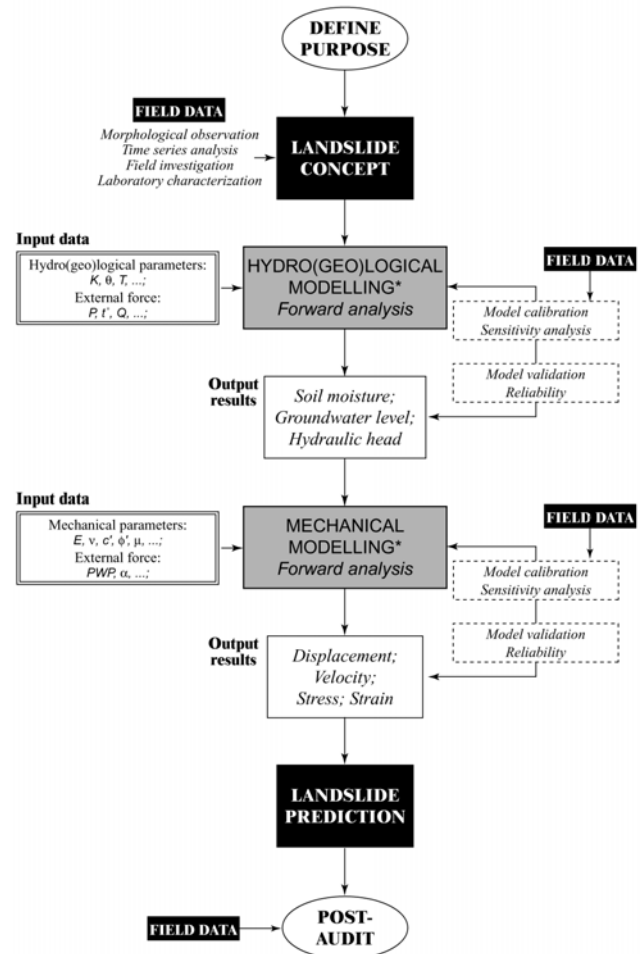 DEFINE
PURPOSE
FIELD DATA
Morphological observation
Time series analysis
Field investigation
Laboratory characterization
LANDSLIDE
CONCEPT
Input data
Hydro(geo)logical parameters:
K, θ, T, ...;
External force:
P, t°, Q, ...;
HYDRO(GEO)LOGICAL
MODELLING*
Forward analysis
FIELD DATA
Model calibration
Sensitivity analysis
Model validation
Reliability
Output
results
Soil moisture;
Groundwater level;
Hydraulic head
Input data
Mechanical parameters:
E, ν, c', ϕ', μ, ...;
External force:
PWP, α, ...;
MECHANICAL
MODELLING*
Forward analysis
FIELD DATA
Model calibration
Sensitivity analysis
Model validation
Reliability
Output
results
Displacement;
Velocity;
Stress; Strain
LANDSLIDE
PREDICTION
FIELD DATA
POST-
AUDIT